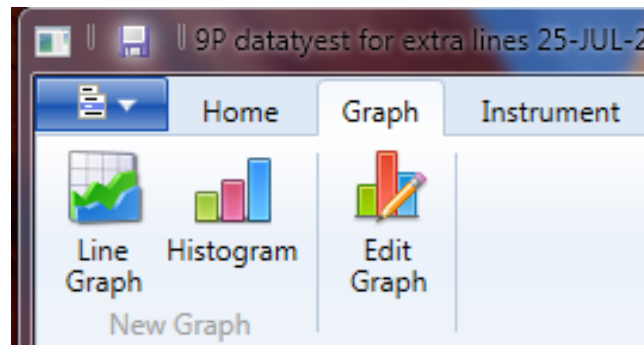 9P datatyest for extra lines 25-JUL-2
Home Graph Instrument
Line Graph
Histogram
Edit Graph
New Graph